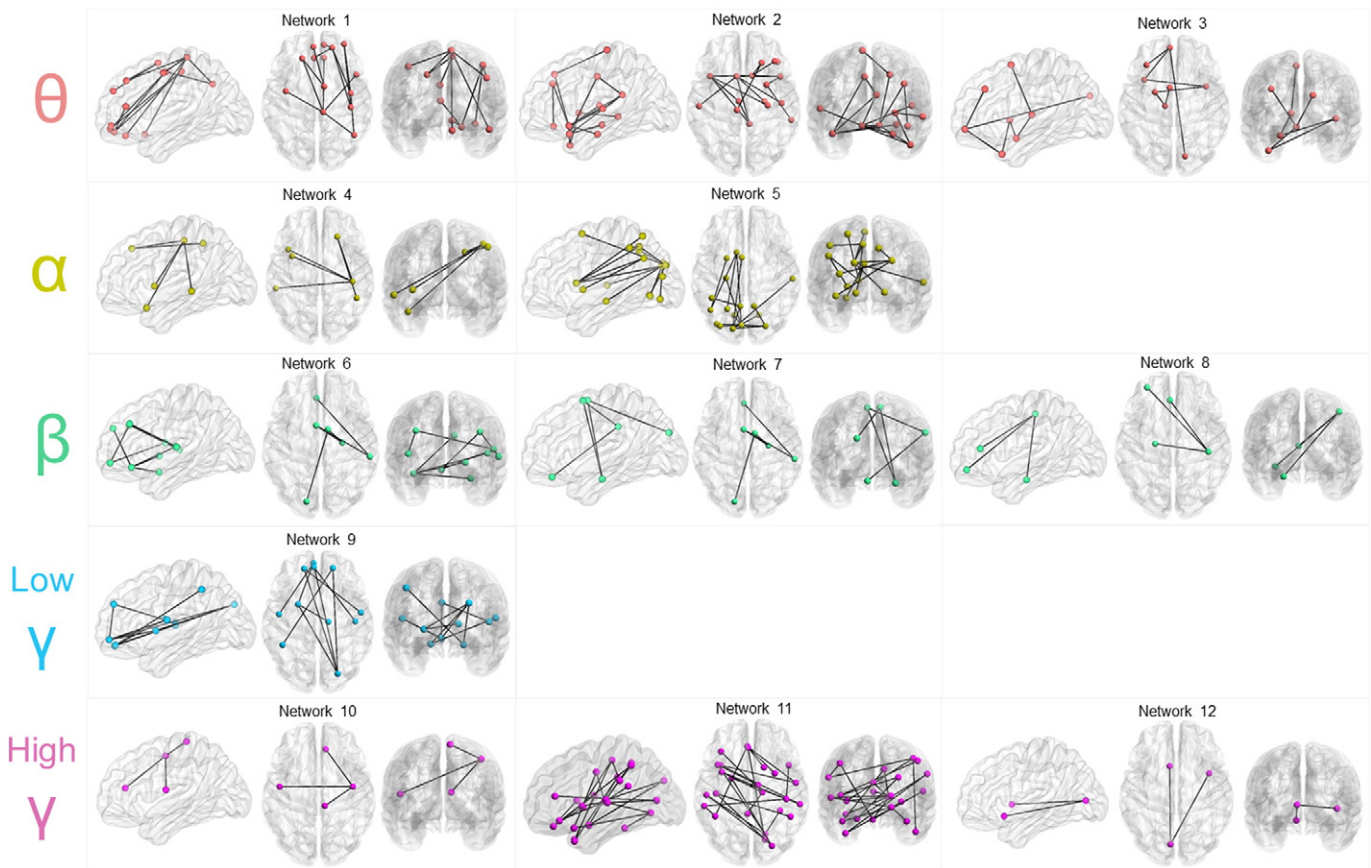 Network 1
Network 2
Network 3
θ
Network 4
Network 5
α
Network 6
Network 7
Network 8
β
Network 9
Low
γ
Network 10
Network 11
Network 12
High
γ